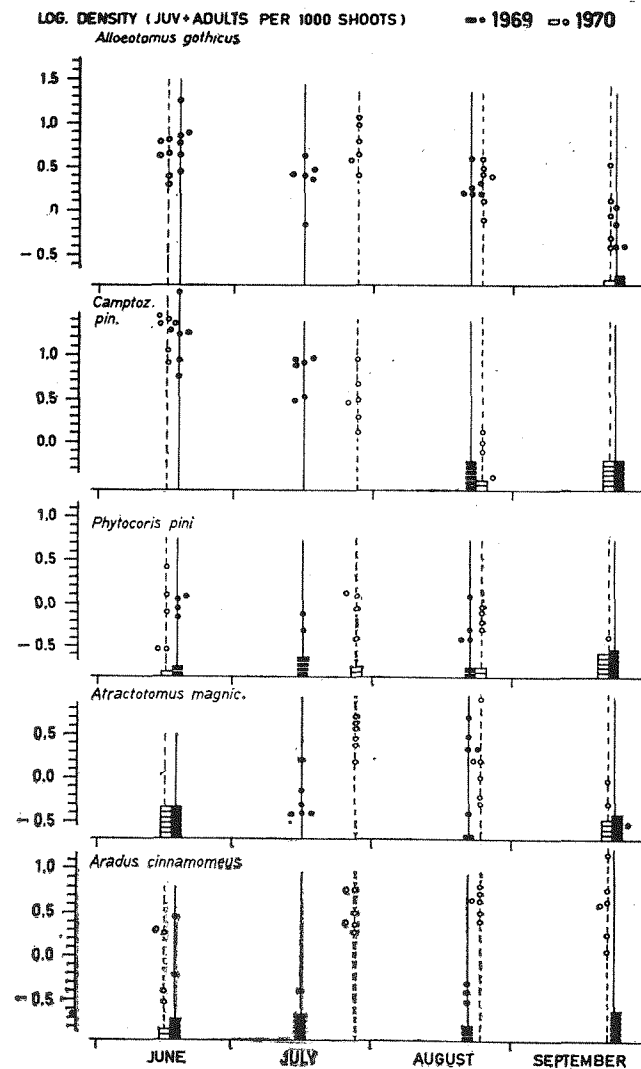 LOG. DENSITY (JUV+ADULTS PER 1000 SHOOTS) 1969 1970
Alloeotomus gothicus
1.5
1.0
0.5
.0
– 0.5
Camptoz.
pin.
1.0
0.5
0.0
Phytocoris pini
1.0
0.5
0.0
– 0.5
Atractotomus magnic.
0.5
0.0
0.5
Aradus cinnamomeus
1.0
0.5
0.0
0.5
JUNE JULY AUGUST SEPTEMBER